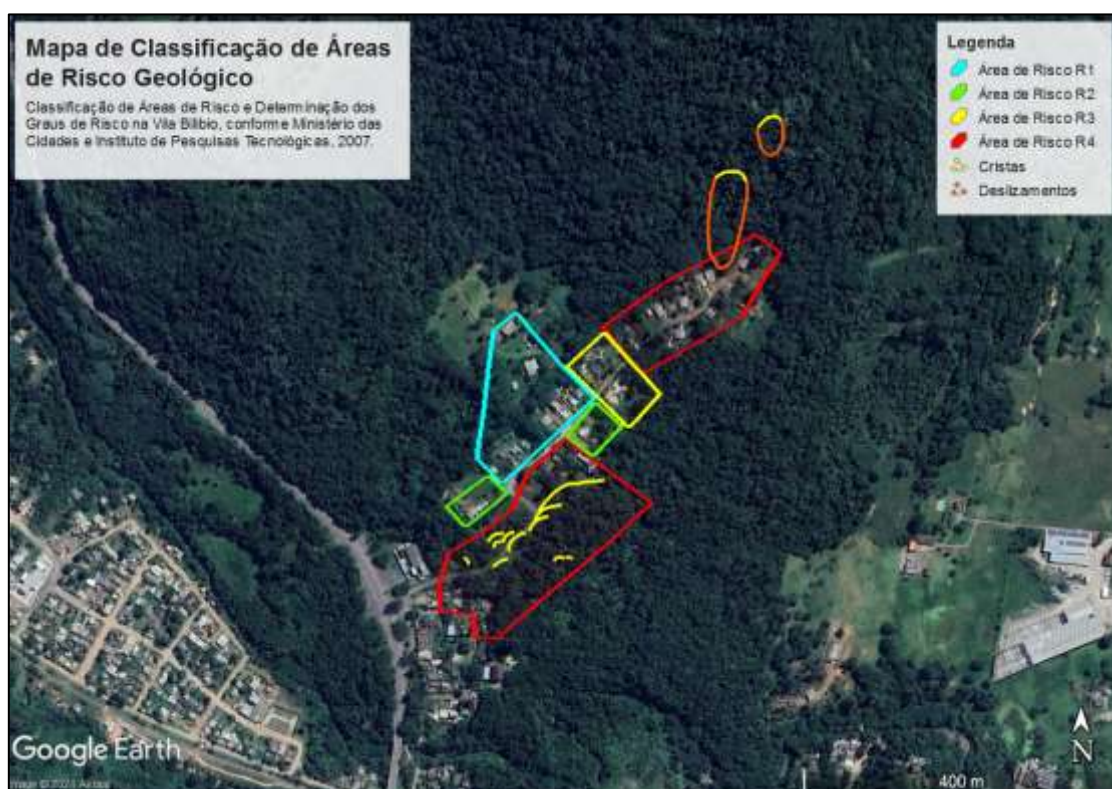 Mapa de Classificação de Áreas
de Risco Geológico
Classificação de Áreas de Risco e Determinação dos
Graus de Risco na Vila Bilibio, conforme Ministério das
Cidades e Instituto de Pesquisas Tecnológicas, 2007.
Legenda
Área de Risco R1
Área de Risco R2
Área de Risco R3
Área de Risco R4
Cristas
Deslizamentos
Google Earth
N
400 m